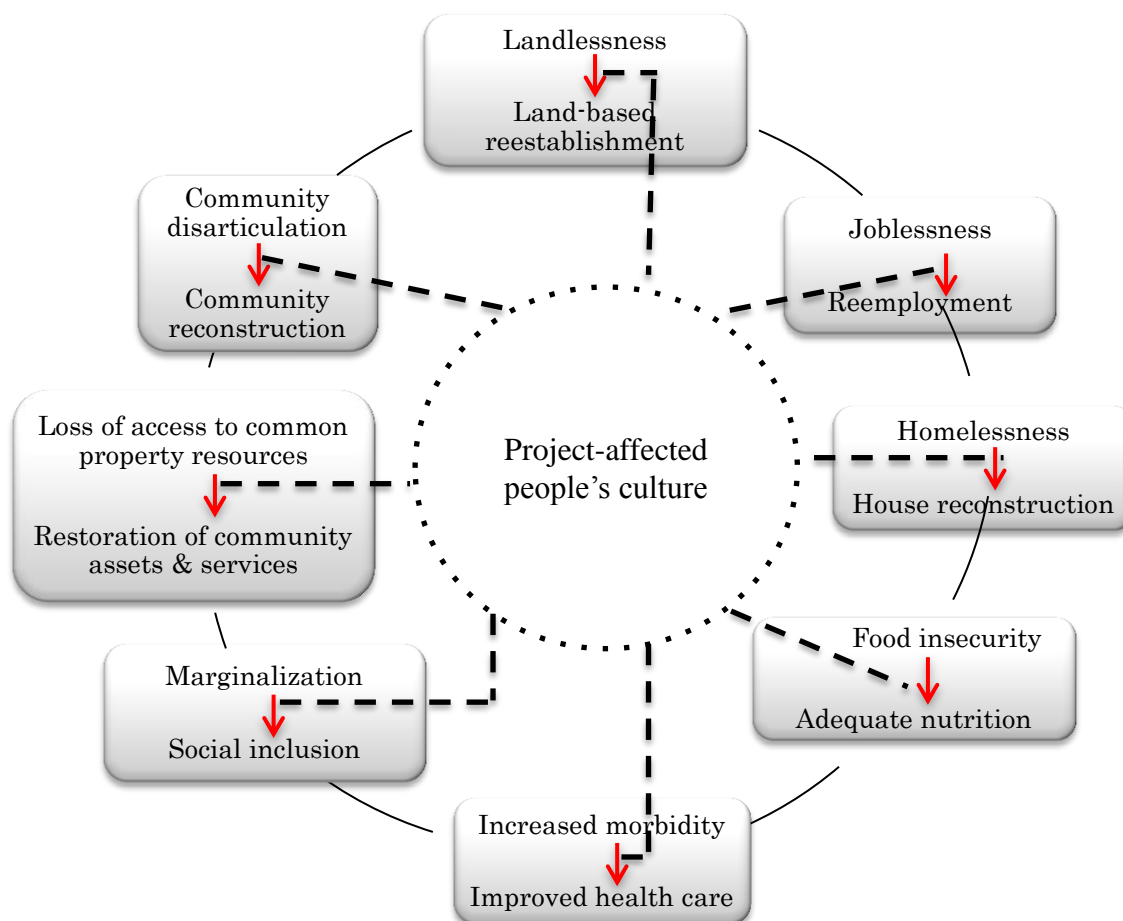 Landlessness
Land-based
reestablishment
Joblessness
Reemployment
Homelessness
House reconstruction
Food insecurity
Adequate nutrition
Increased morbidity
Improved health care
Marginalization
Social inclusion
Loss of access to common
property resources
Restoration of community
assets & services
Community
disarticulation
Community
reconstruction
Project-affected
people’s culture